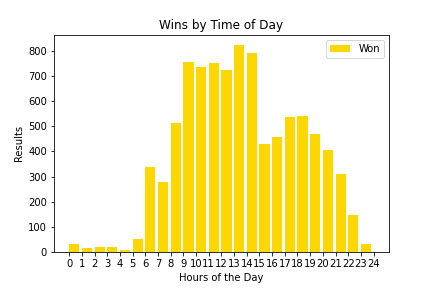 Wins by Time of Day
Won
Results
800
700
600
500
400
300
200
100
0
0 1 2 3 4 5 6 7 8 9 10 11 12 13 14 15 16 17 18 19 20 21 22 23 24
Hours of the Day